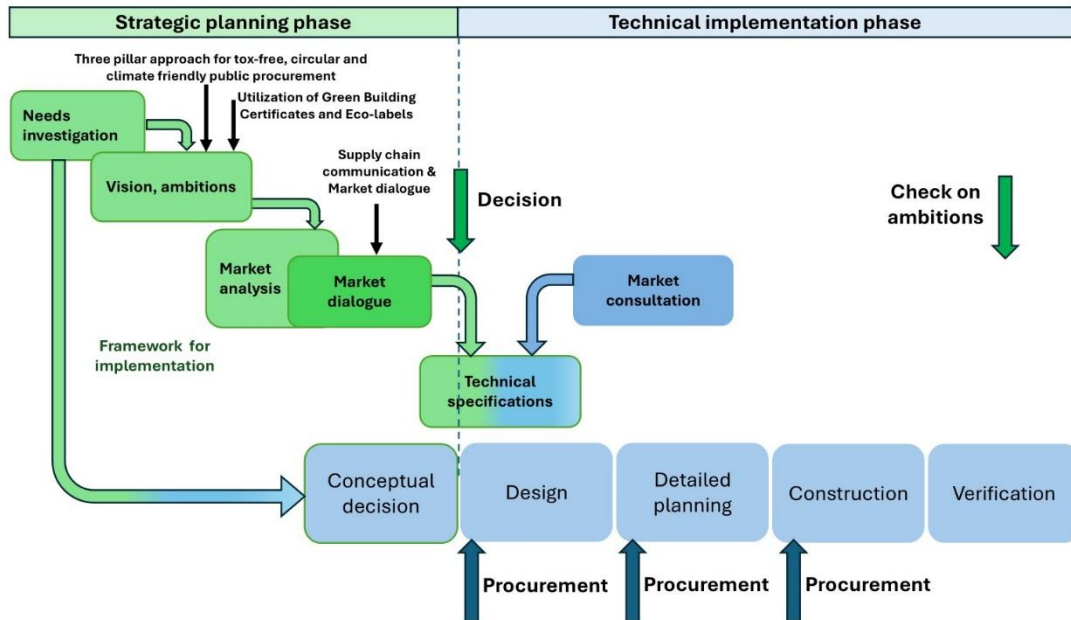 Strategic planning phase
Technical implementation phase
Three pillar approach for tox-free, circular and
climate friendly public procurement
Utilization of Green Building
Certificates and Eco-labels
Needs
investigation
Vision, ambitions
Supply chain
communication &
Market dialogue
Decision
Check on
ambitions
Market
analysis
Market
dialogue
Market
consultation
Framework for
implementation
Technical
specifications
Conceptual
decision
Design
Detailed
planning
Construction
Verification
Procurement
Procurement
Procurement